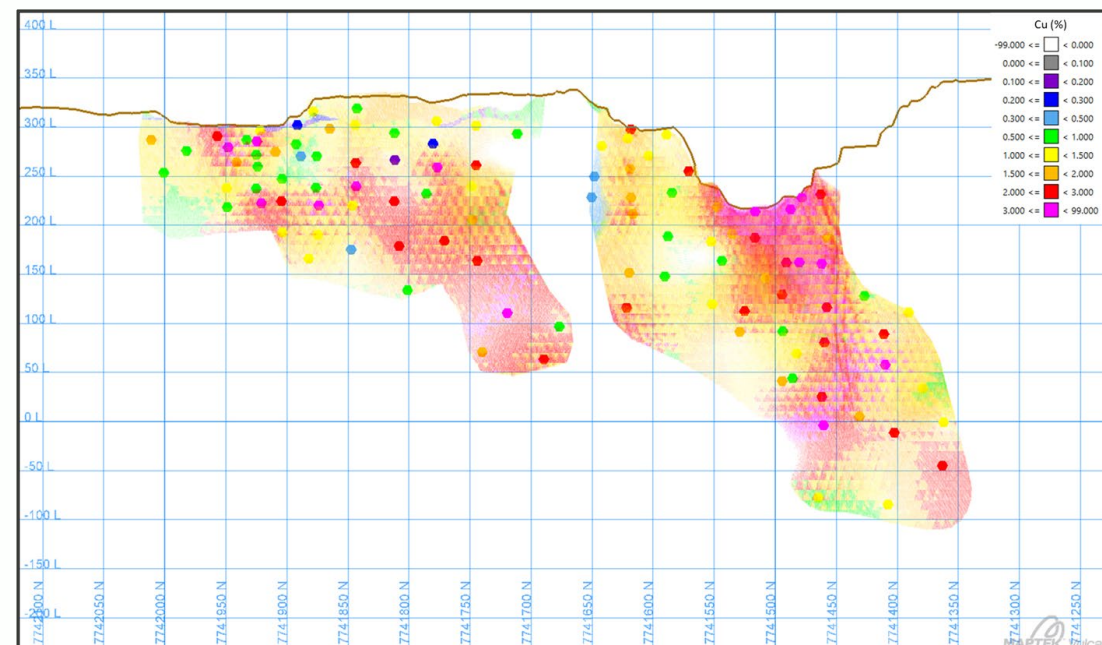 400 L
350 L
300 L
250 L
200 L
150 L
100 L
50 L
0 L
-50 L
-100 L
-150 L
-200 L
Cu (%)
-99.000 <= < 0.000
0.000 <= < 0.100
0.100 <= < 0.200
0.200 <= < 0.300
0.300 <= < 0.500
0.500 <= < 1.000
1.000 <= < 1.500
1.500 <= < 2.000
2.000 <= < 3.000
3.000 <= < 99.000
7742050 N
7742000 N
7741950 N
7741900 N
7741850 N
7741800 N
7741750 N
7741700 N
7741650 N
7741600 N
7741550 N
7741500 N
7741450 N
7741400 N
7741350 N
7741300 N
7741250 N
MAPTEK